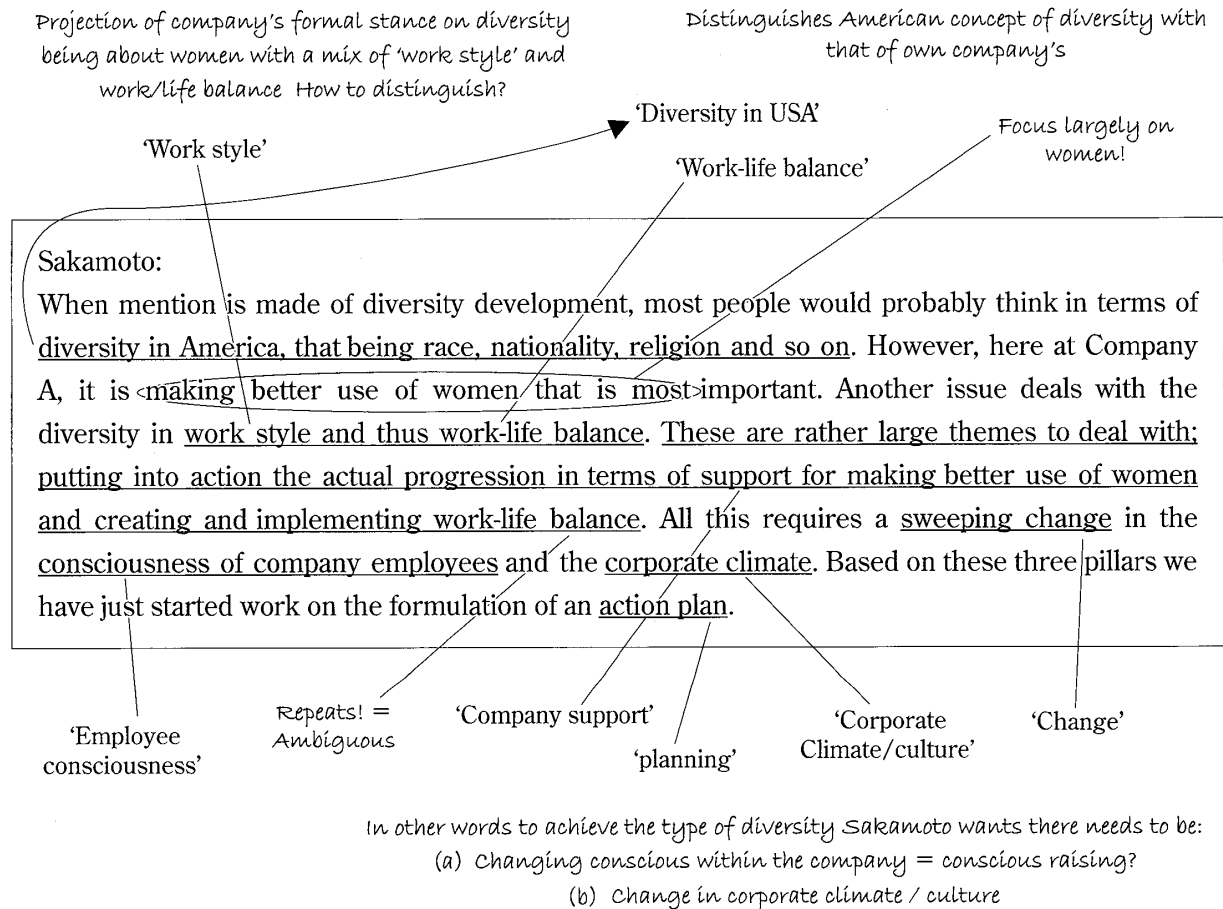 Projection of company's formal stance on diversity
being about women with a mix of 'work style' and
work/life balance How to distinguish?
Distinguishes American concept of diversity with
that of own company's
'Diversity in USA'
'Work style'
'Work-life balance'
Focus largely on
women!
Sakamoto:
When mention is made of diversity development, most people would probably think in terms of
diversity in America, that being race, nationality, religion and so on. However, here at Company
A, it is <making better use of women that is most>important. Another issue deals with the
diversity in work style and thus work-life balance. These are rather large themes to deal with;
putting into action the actual progression in terms of support for making better use of women
and creating and implementing work-life balance. All this requires a sweeping change in the
consciousness of company employees and the corporate climate. Based on these three pillars we
have just started work on the formulation of an action plan.
'Employee
consciousness'
Repeats! =
Ambiguous
'Company support'
'planning'
'Corporate
Climate/culture'
'Change'
In other words to achieve the type of diversity Sakamoto wants there needs to be:
(a) Changing conscious within the company = conscious raising?
(b) Change in corporate climate / culture